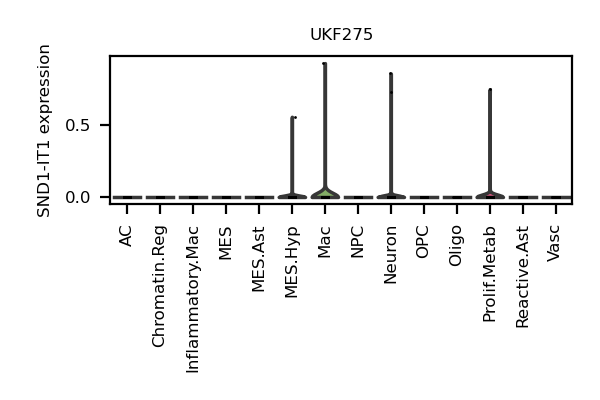 UKF275
SND1-IT1 expression
0.5
0.0
AC
Chromatin.Reg
Inflammatory.Mac
MES
MES.Ast
MES.Hyp
Mac
NPC
Neuron
OPC
Oligo
Prolif.Metab
Reactive.Ast
Vasc